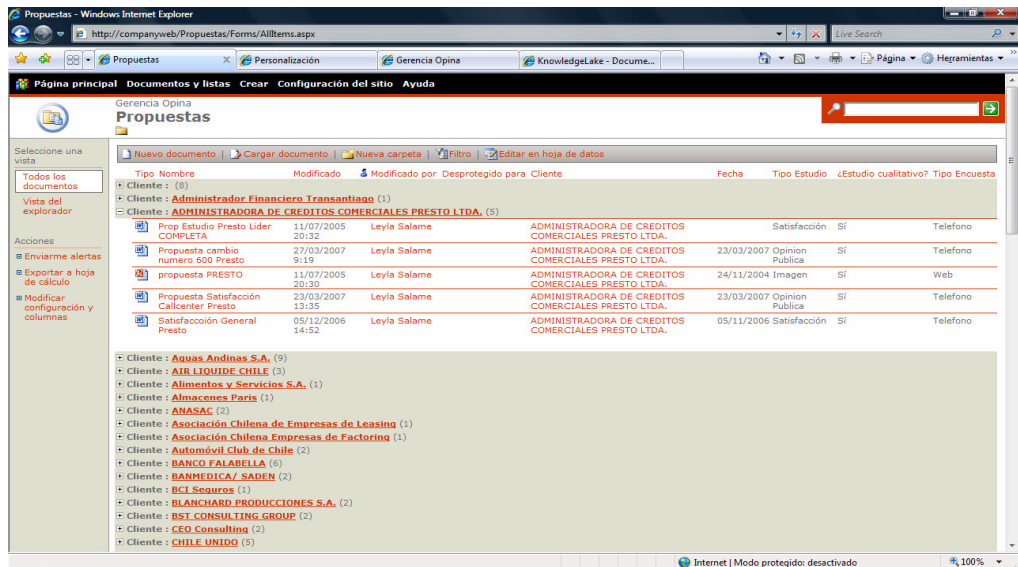 Propuestas - Windows Internet Explorer
http://companyweb/Propuestas/Forms/AllItems.aspx
Live Search
Propuestas
Personalización
Gerencia Opina
KnowledgeLake - Docume...
Página
Herramientas
Página principal Documentos y listas Crear Configuración del sitio Ayuda
Gerencia Opina
Propuestas
Seleccione una vista
Todos los documentos
Vista del explorador
Acciones
Enviarme alertas
Exportar a hoja de cálculo
Modificar configuración y columnas
Nuevo documento | Cargar documento | Nueva carpeta | Filtro | Editar en hoja de datos
Tipo Nombre Modificado Modificado por Desprotegido para Cliente Fecha Tipo Estudio ¿Estudio cualitativo? Tipo Encuesta
Cliente : (8)
Cliente : Administrador Financiero Transantiago (1)
Cliente : ADMINISTRADORA DE CREDITOS COMERCIALES PRESTO LTDA. (5)
Prop Estudio Presto Lider 11/07/2005 Leyla Salame ADMINISTRADORA DE CREDITOS Satisfacción Sí Telefono
COMPLETA 20:32 COMERCIALES PRESTO LTDA.
Propuesta cambio 27/03/2007 Leyla Salame ADMINISTRADORA DE CREDITOS 23/03/2007 Opinion Sí Telefono
numero 600 Presto 9:19 COMERCIALES PRESTO LTDA. Publica
propuesta PRESTO 11/07/2005 Leyla Salame ADMINISTRADORA DE CREDITOS 24/11/2004 Imagen Sí Web
20:30 COMERCIALES PRESTO LTDA.
Propuesta Satisfacción 23/03/2007 Leyla Salame ADMINISTRADORA DE CREDITOS 23/03/2007 Opinion Sí Telefono
Callcenter Presto 13:35 COMERCIALES PRESTO LTDA. Publica
Satisfaccoión General 05/12/2006 Leyla Salame ADMINISTRADORA DE CREDITOS 05/11/2006 Satisfacción Sí Telefono
Presto 14:52 COMERCIALES PRESTO LTDA.
Cliente : Aguas Andinas S.A. (9)
Cliente : AIR LIQUIDE CHILE (3)
Cliente : Alimentos y Servicios S.A. (1)
Cliente : Almacenes Paris (1)
Cliente : ANASAC (2)
Cliente : Asociación Chilena de Empresas de Leasing (1)
Cliente : Asociación Chilena Empresas de Factoring (1)
Cliente : Automóvil Club de Chile (2)
Cliente : BANCO FALABELLA (6)
Cliente : BANMEDICA/ SADEN (2)
Cliente : BCI Seguros (1)
Cliente : BLANCHARD PRODUCCIONES S.A. (2)
Cliente : BST CONSULTING GROUP (2)
Cliente : CEO Consulting (2)
Cliente : CHILE UNIDO (5)
Internet | Modo protegido: desactivado
100%